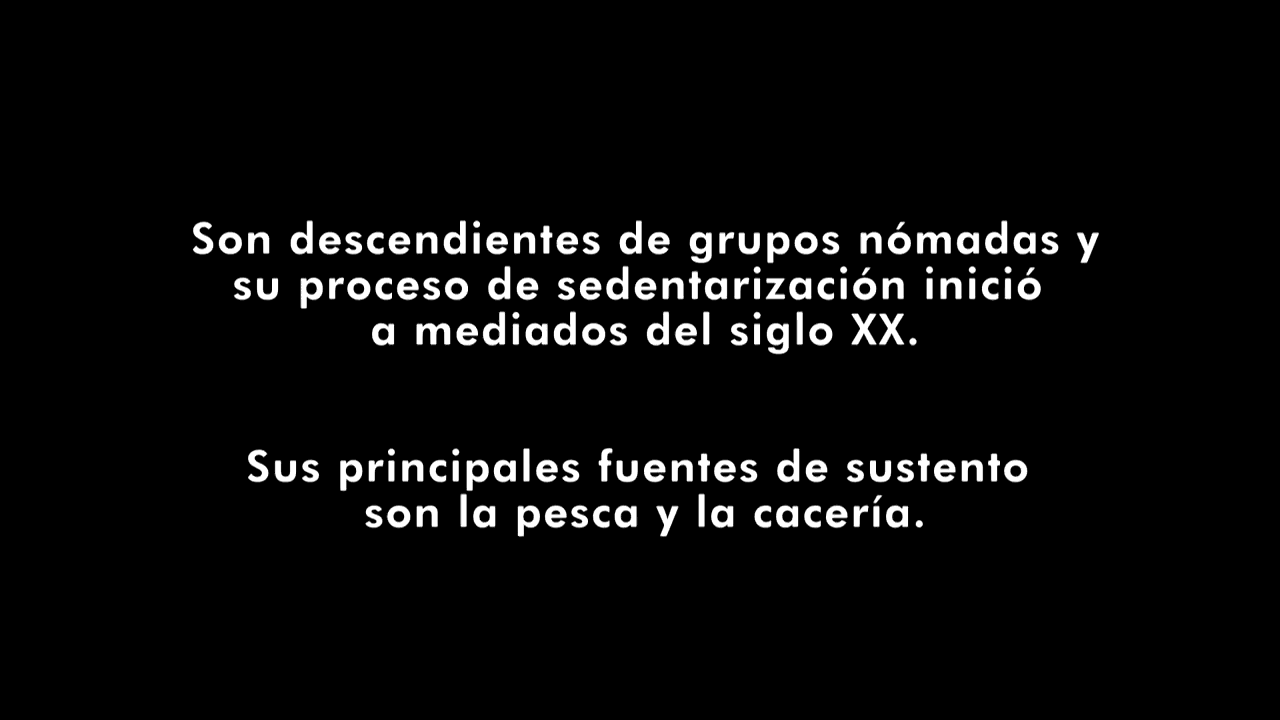 Son descendientes de grupos nómadas y
su proceso de sedentarización inició
a mediados del siglo XX.
Sus principales fuentes de sustento
son la pesca y la cacería.